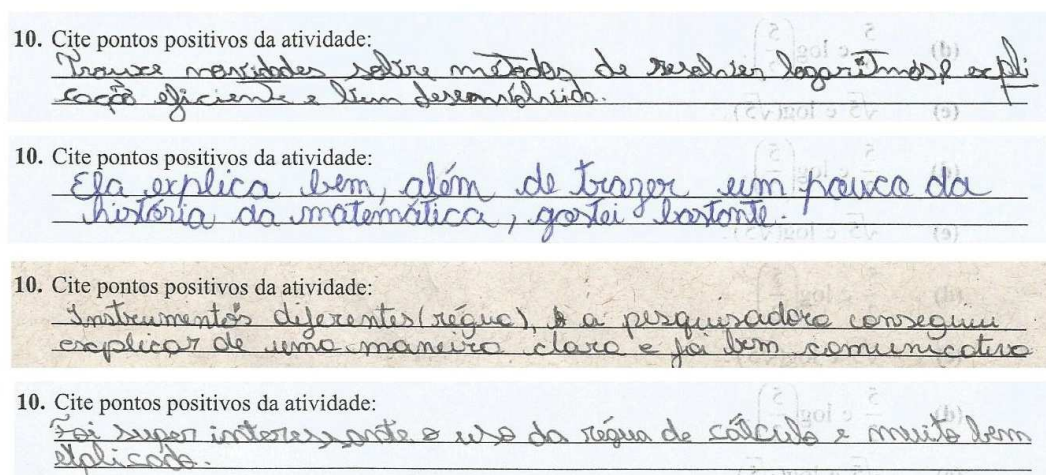 10. Cite pontos positivos da atividade:
Trouxe novidades sobre métodos de resolver logaritmos, expli
cação eficiente e bem desenvolvida.
10. Cite pontos positivos da atividade:
Ela explica bem, além de trazer um pouco da
história da matemática, gostei bastante.
10. Cite pontos positivos da atividade:
Instrumentos diferentes (régua), a pesquisadora conseguiu
explicar de uma maneira clara e foi bem comunicativa
10. Cite pontos positivos da atividade:
Foi super interessante o uso da régua de cálculo e muito bem
explicado.